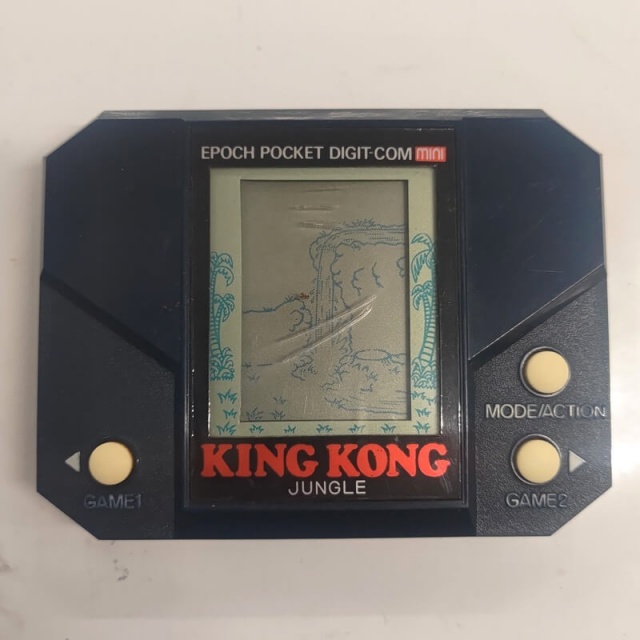 EPOCH POCKET DIGIT-COM mini
MODE/ACTION
KING KONG
JUNGLE
GAME1
GAME2